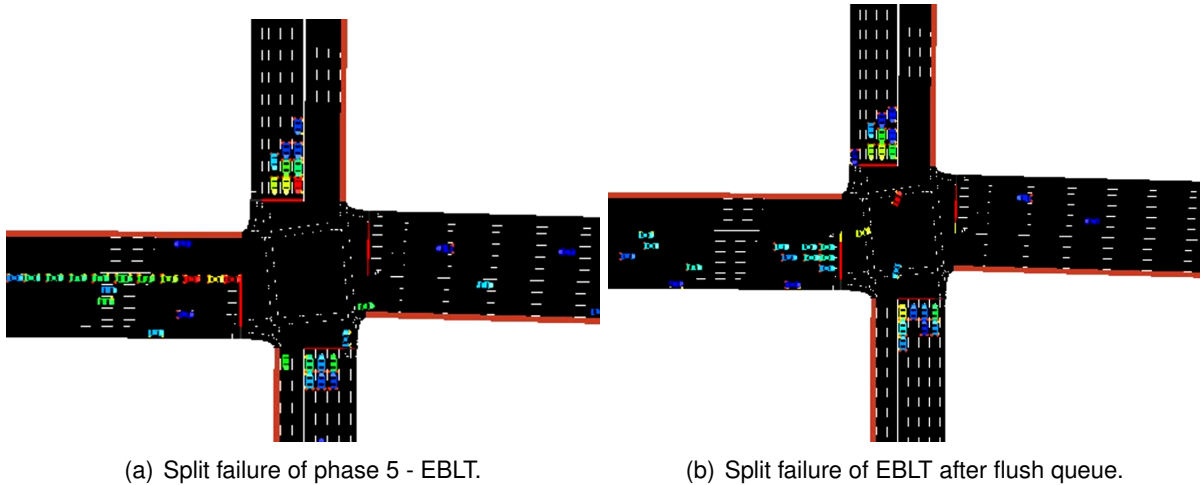 (a) Split failure of phase 5 - EBLT.
(b) Split failure of EBLT after flush queue.